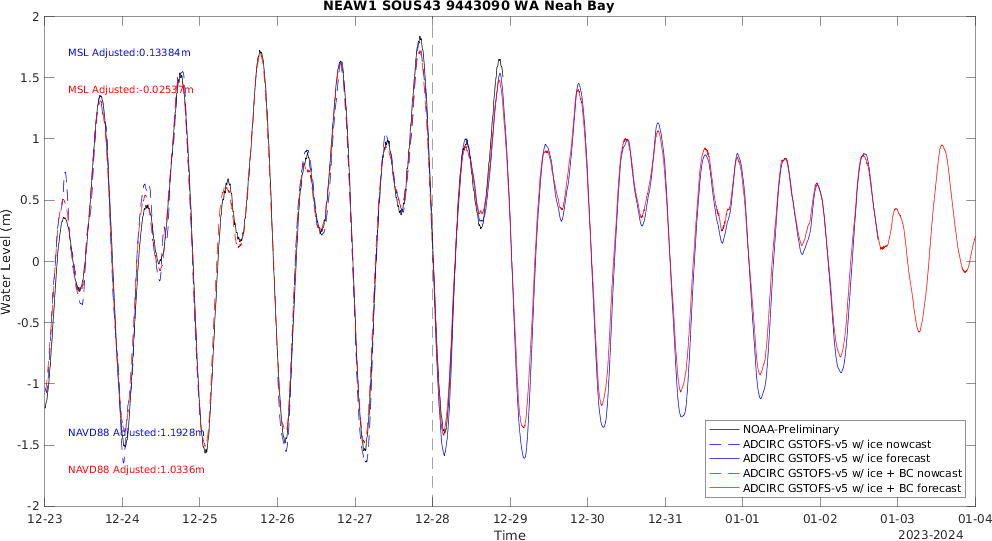 NEAW1 SOUS43 9443090 WA Neah Bay
2
1.5
1
0.5
0
-0.5
-1
-1.5
-2
Water Level (m)
MSL Adjusted:0.13384m
MSL Adjusted:-0.02537m
NAVD88 Adjusted:1.1928m
NAVD88 Adjusted:1.0336m
NOAA-Preliminary
ADCIRC GSTOFS-v5 w/ ice nowcast
ADCIRC GSTOFS-v5 w/ ice forecast
ADCIRC GSTOFS-v5 w/ ice + BC nowcast
ADCIRC GSTOFS-v5 w/ ice + BC forecast
12-23 12-24 12-25 12-26 12-27 12-28 12-29 12-30 12-31 01-01 01-02 01-03 01-04
Time
2023-2024